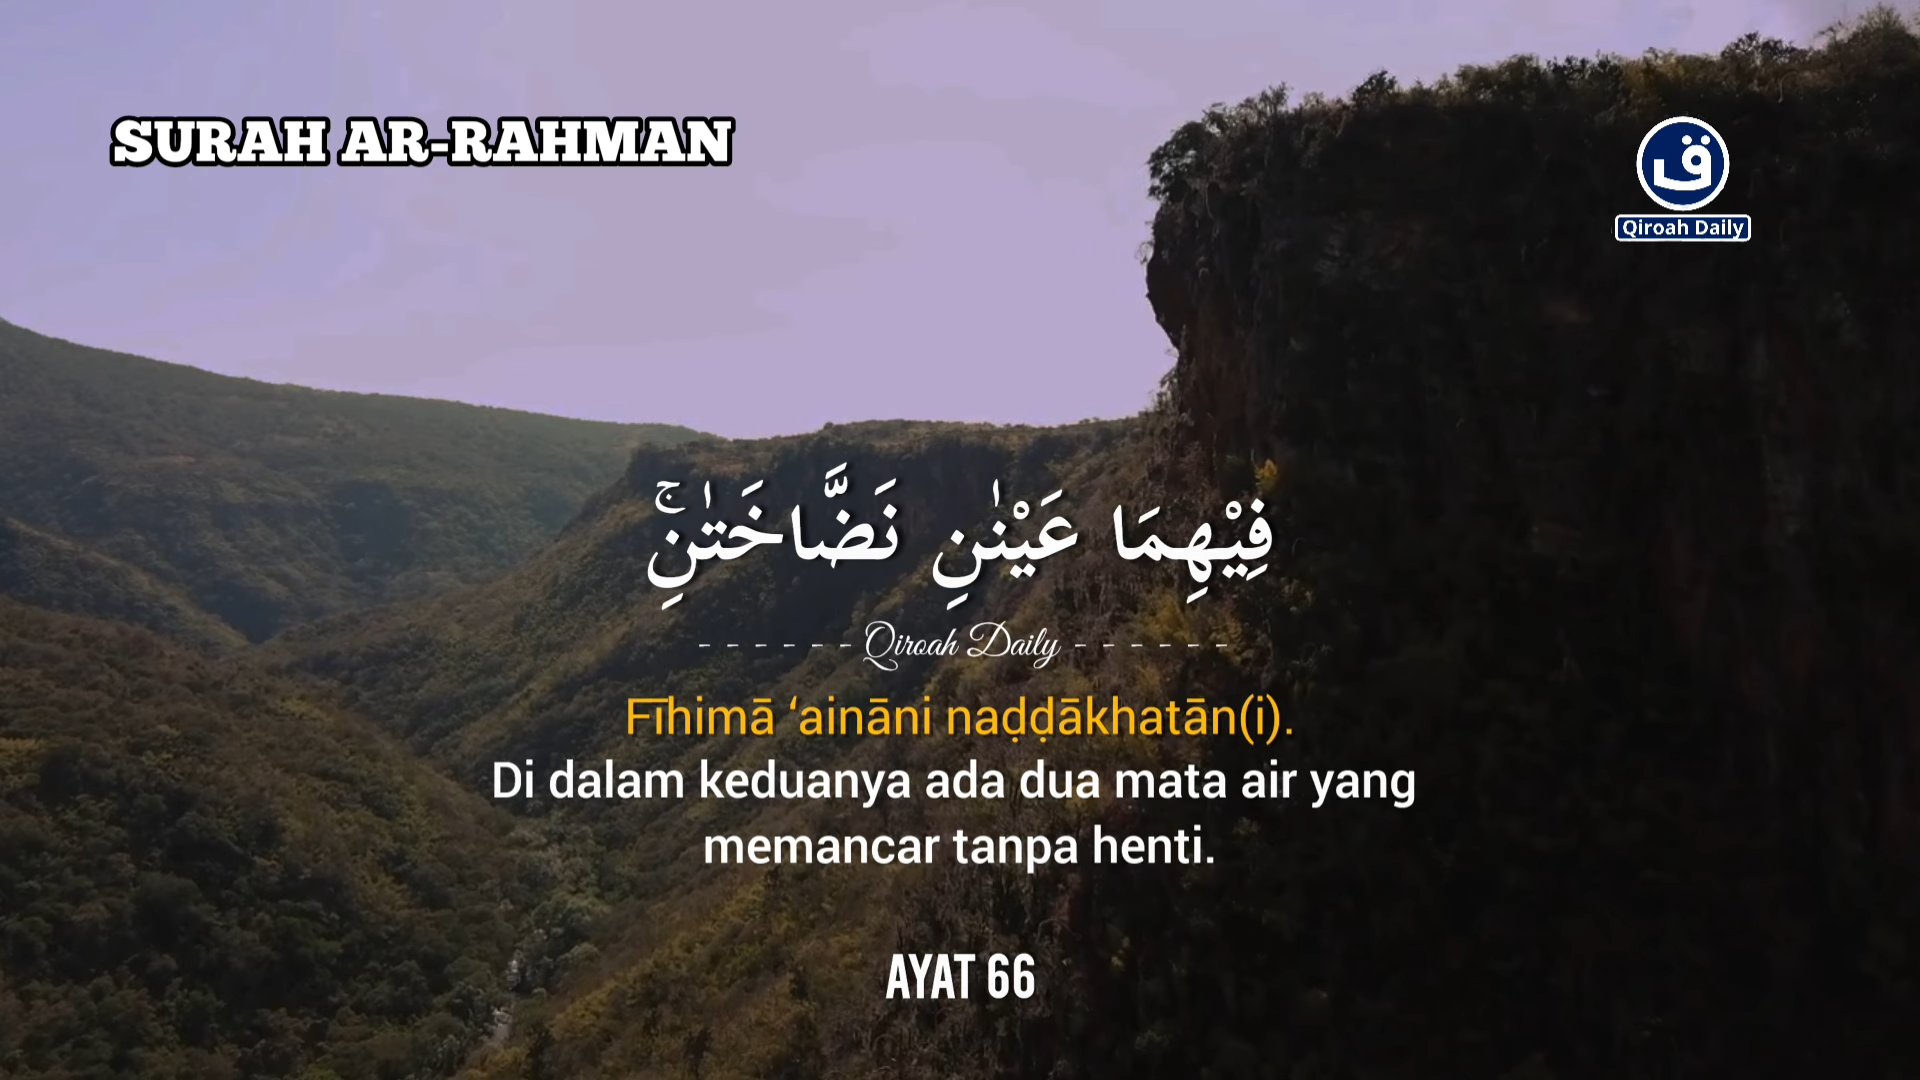 SURAH AR-RAHMAN
ق
Qiroah Daily
فِيْهِمَا عَيْنٰنِ نَضَّاخَتٰنِۚ
Qiroah Daily
Fīhimā ‘aināni naḍḍākhatān(i).
Di dalam keduanya ada dua mata air yang
memancar tanpa henti.
AYAT 66